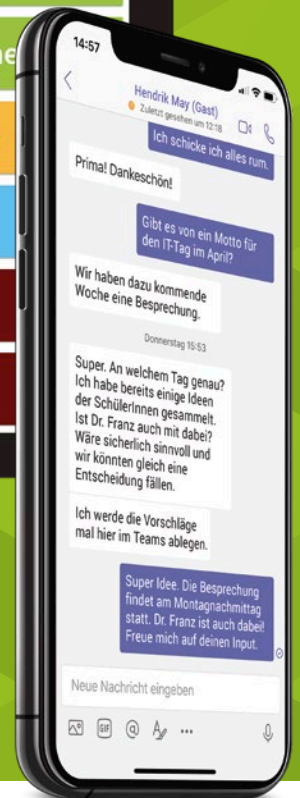 ne
14:57
Hendrik May (Gast)
Zuletzt gesehen um 12:18
Ich schicke ich alles rum.
Prima! Dankeschön!
Gibt es von ein Motto für
den IT-Tag im April?
Wir haben dazu kommende
Woche eine Besprechung.
Donnerstag 15:53
Super. An welchem Tag genau?
Ich habe bereits einige Ideen
der SchülerInnen gesammelt.
Ist Dr. Franz auch mit dabei?
Wäre sicherlich sinnvoll und
wir könnten gleich eine
Entscheidung fällen.
Ich werde die Vorschläge
mal hier im Teams ablegen.
Super Idee. Die Besprechung
findet am Montagnachmittag
statt. Dr. Franz ist auch dabei!
Freue mich auf deinen Input.
Neue Nachricht eingeben
GIF